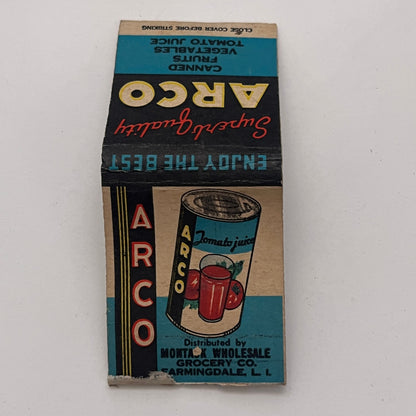 CLOSE COVER BEFORE STRIKING
CANNED
FRUITS
VEGETABLES
TOMATO JUICE
ARCO
Superb Quality
ENJOY THE BEST
ARCO
ARCO
Tomato juice
Distributed by
MONTAUK WHOLESALE
GROCERY CO.
FARMINGDALE, L. I.